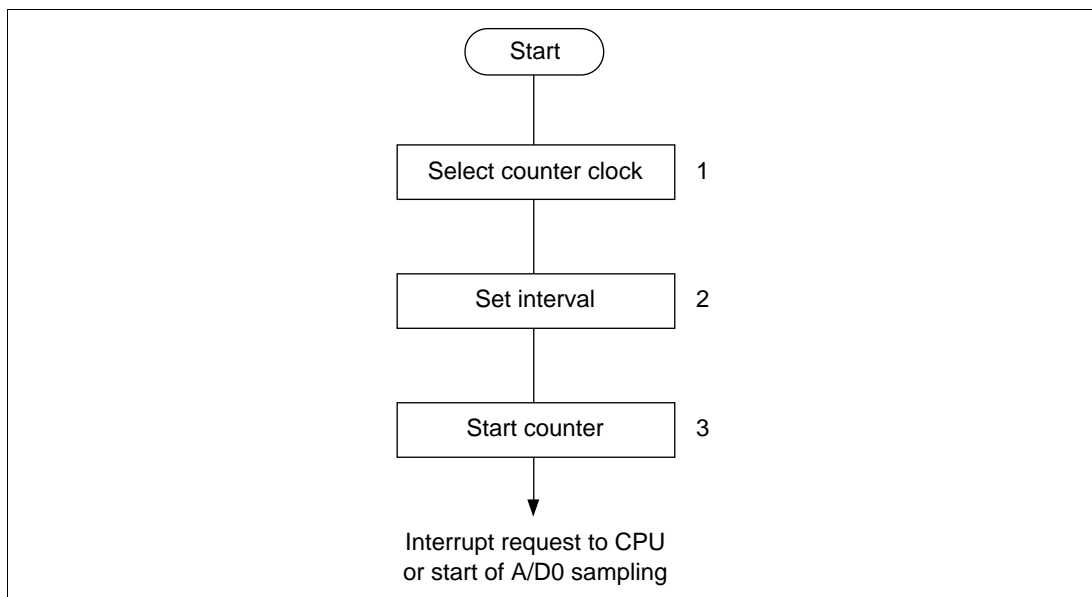 Start
Select counter clock 1
Set interval 2
Start counter 3
Interrupt request to CPU
or start of A/D0 sampling